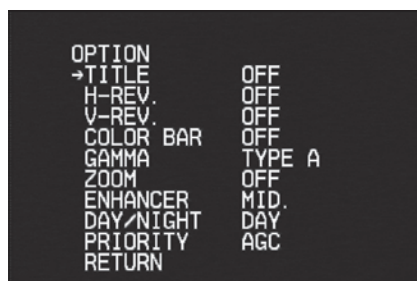 OPTION
→TITLE OFF
H-REV. OFF
V-REV. OFF
COLOR BAR OFF
GAMMA TYPE A
ZOOM OFF
ENHANCER MID.
DAY/NIGHT DAY
PRIORITY AGC
RETURN